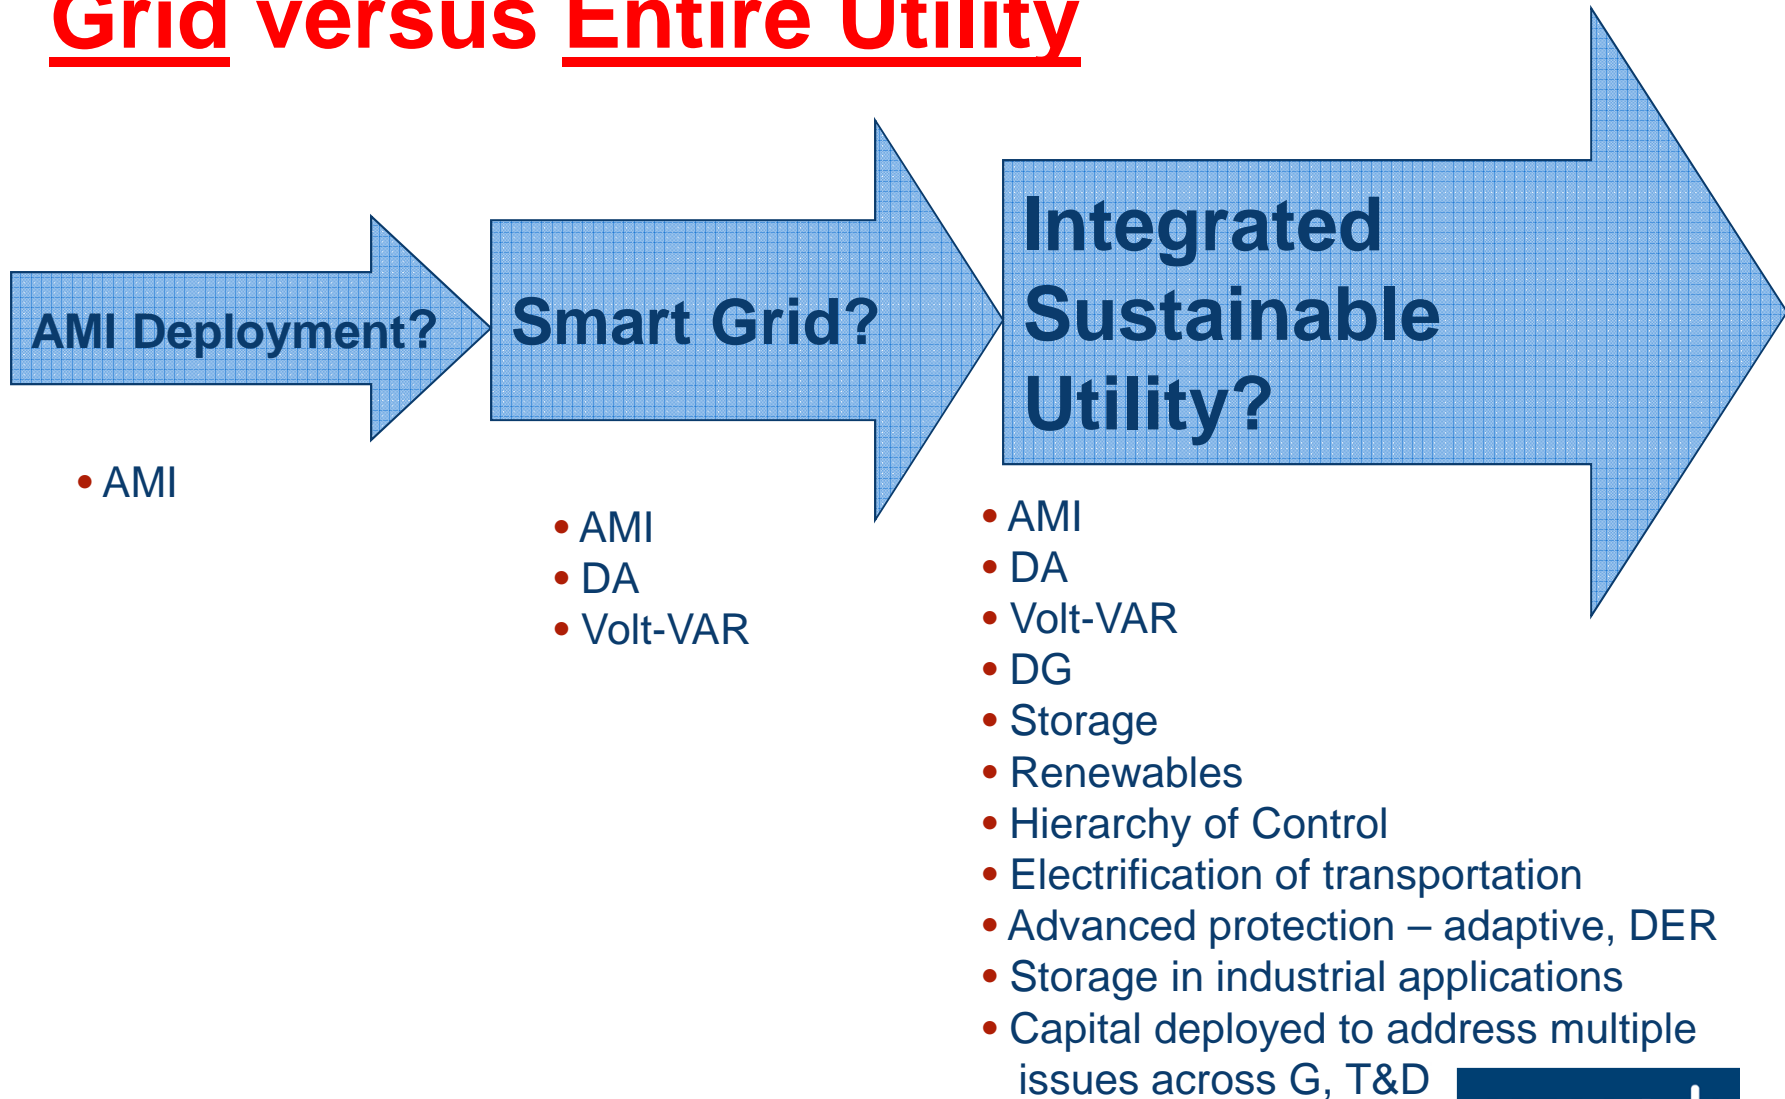 Grid versus Entire Utility
AMI Deployment?
• AMI
Smart Grid?
• AMI
• DA
• Volt-VAR
Integrated
Sustainable
Utility?
• AMI
• DA
• Volt-VAR
• DG
• Storage
• Renewables
• Hierarchy of Control
• Electrification of transportation
• Advanced protection – adaptive, DER
• Storage in industrial applications
• Capital deployed to address multiple
issues across G, T&D